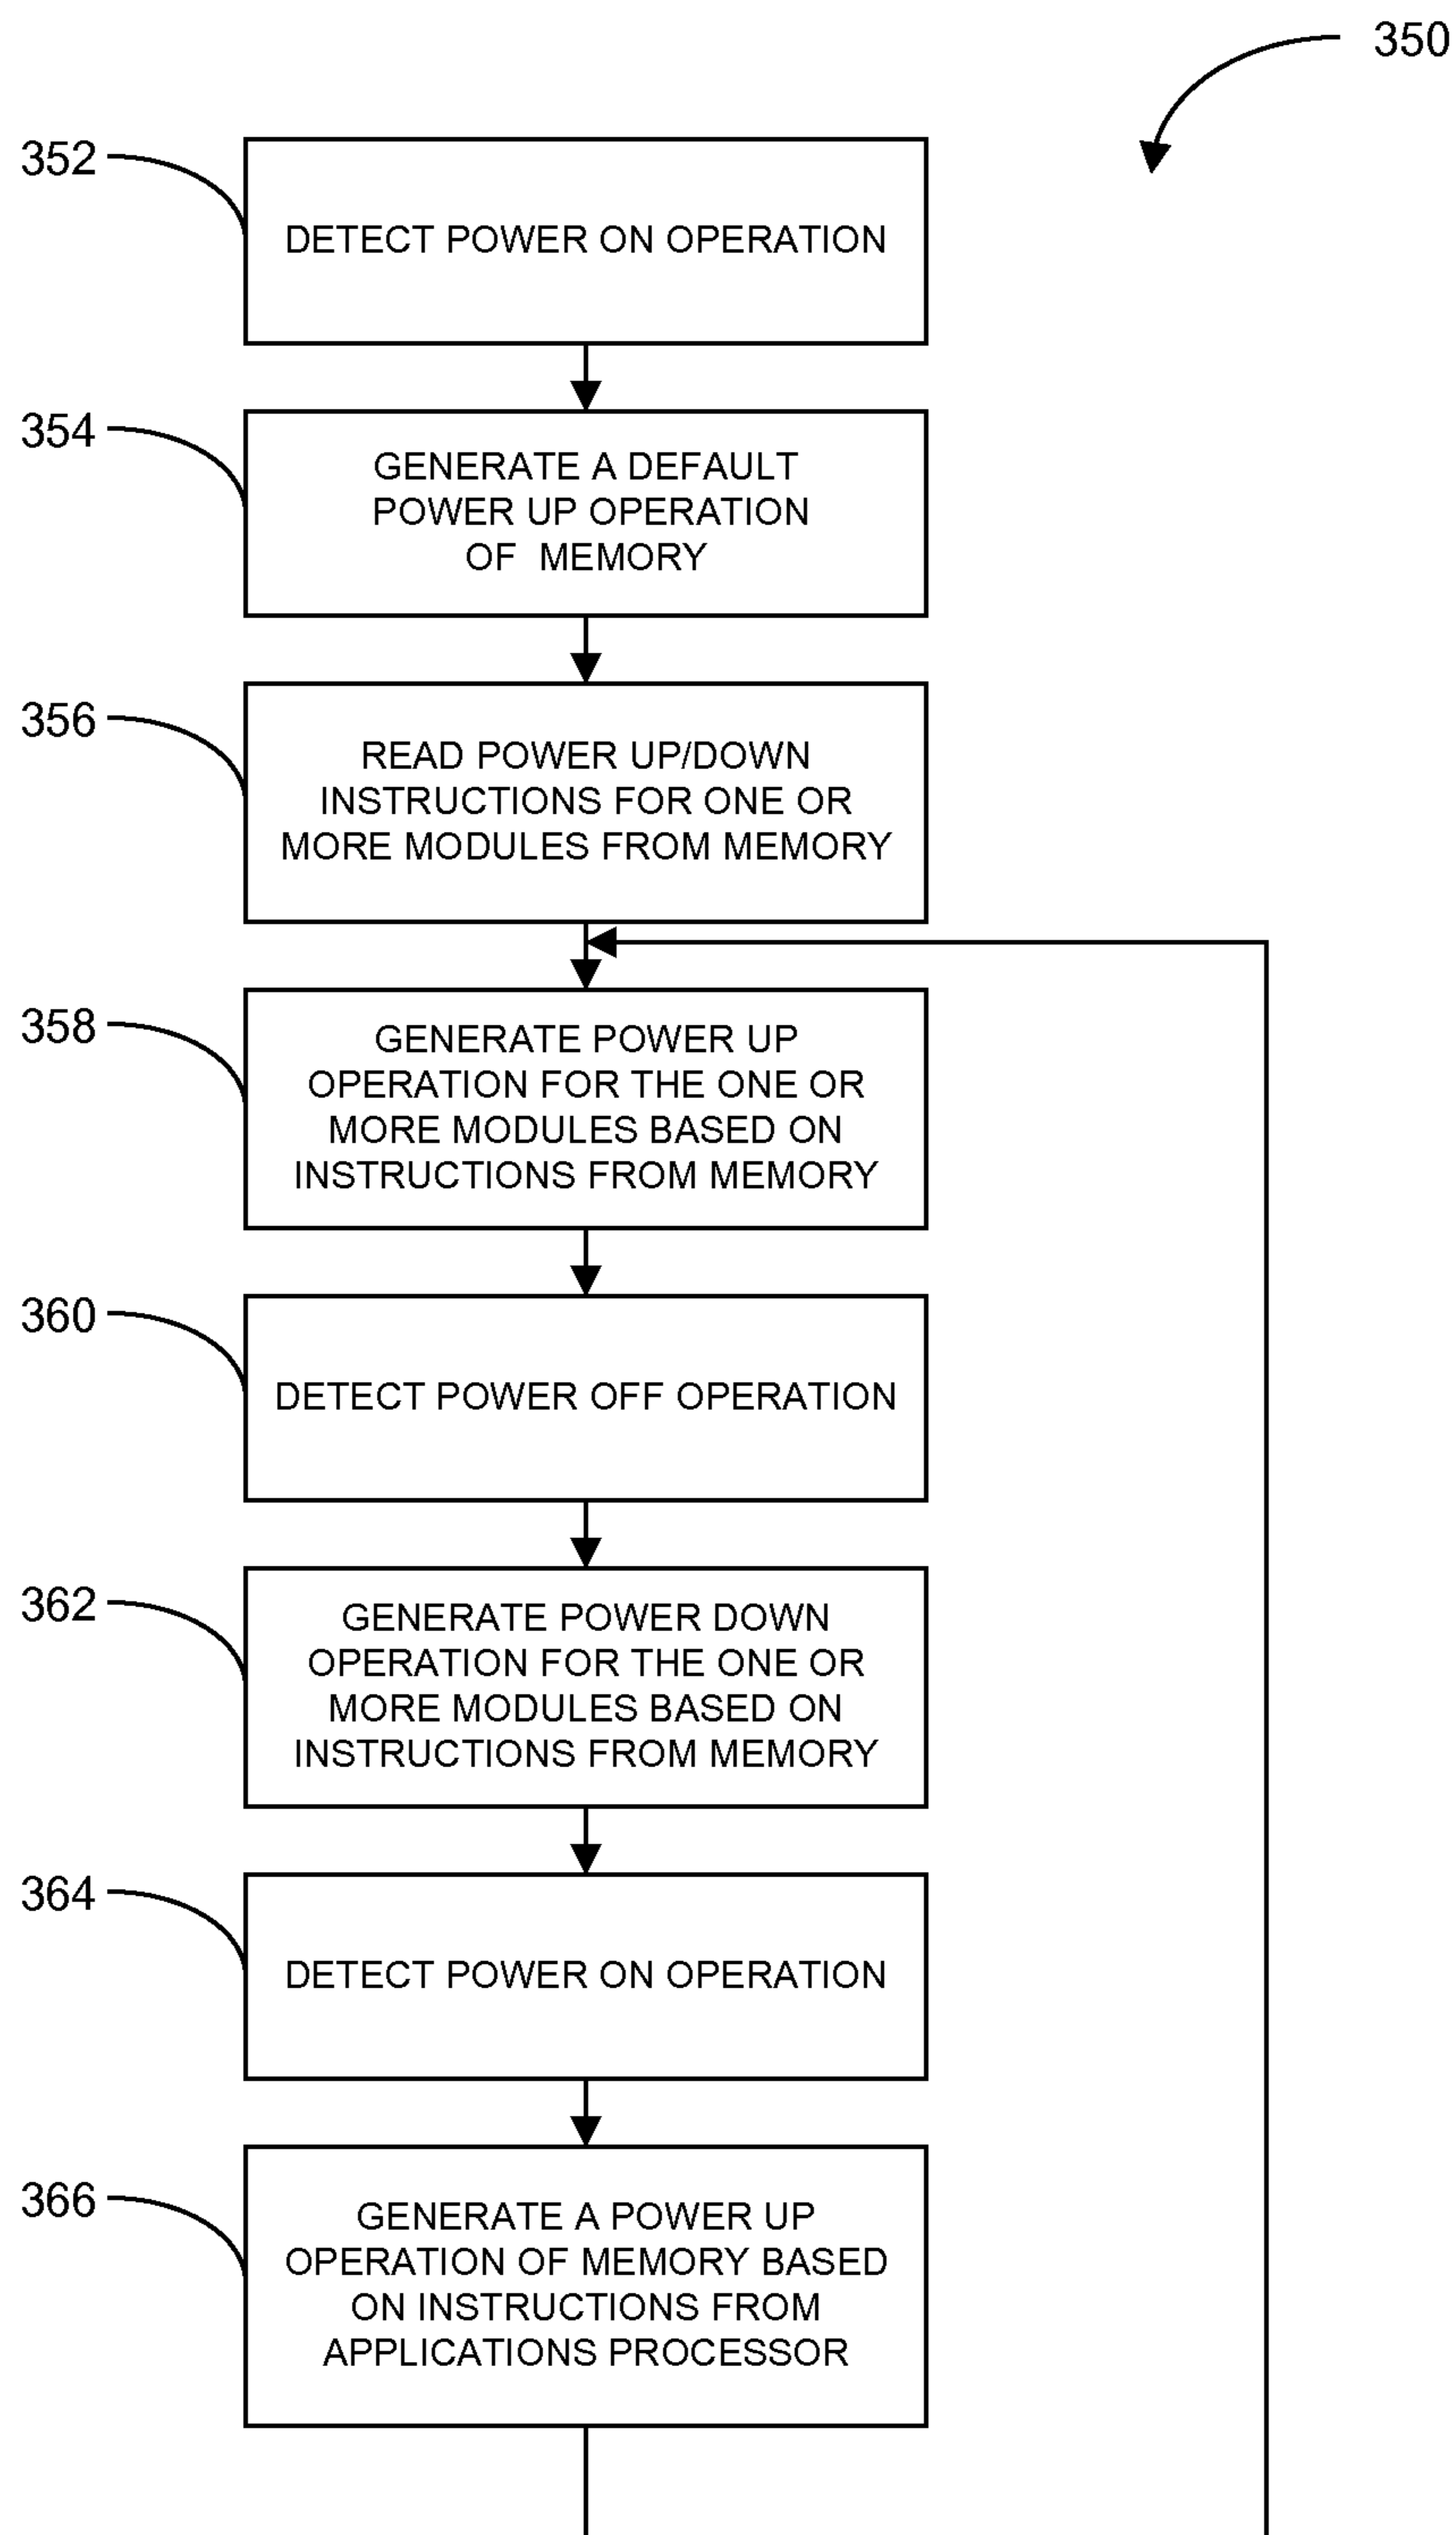 350
352
DETECT POWER ON OPERATION
354
GENERATE A DEFAULT
POWER UP OPERATION
OF MEMORY
356
READ POWER UP/DOWN
INSTRUCTIONS FOR ONE OR
MORE MODULES FROM MEMORY
358
GENERATE POWER UP
OPERATION FOR THE ONE OR
MORE MODULES BASED ON
INSTRUCTIONS FROM MEMORY
360
DETECT POWER OFF OPERATION
362
GENERATE POWER DOWN
OPERATION FOR THE ONE OR
MORE MODULES BASED ON
INSTRUCTIONS FROM MEMORY
364
DETECT POWER ON OPERATION
366
GENERATE A POWER UP
OPERATION OF MEMORY BASED
ON INSTRUCTIONS FROM
APPLICATIONS PROCESSOR